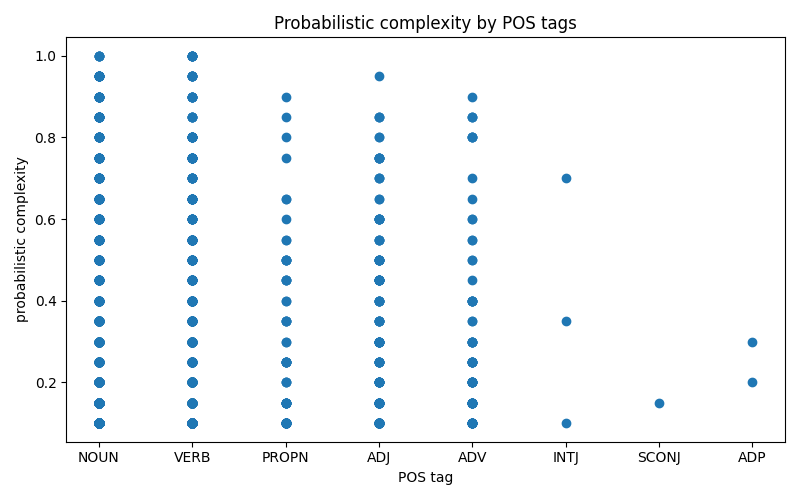 Probabilistic complexity by POS tags
probabilistic complexity
1.0
0.8
0.6
0.4
0.2
NOUN VERB PROPN ADJ ADV INTJ SCONJ ADP
POS tag